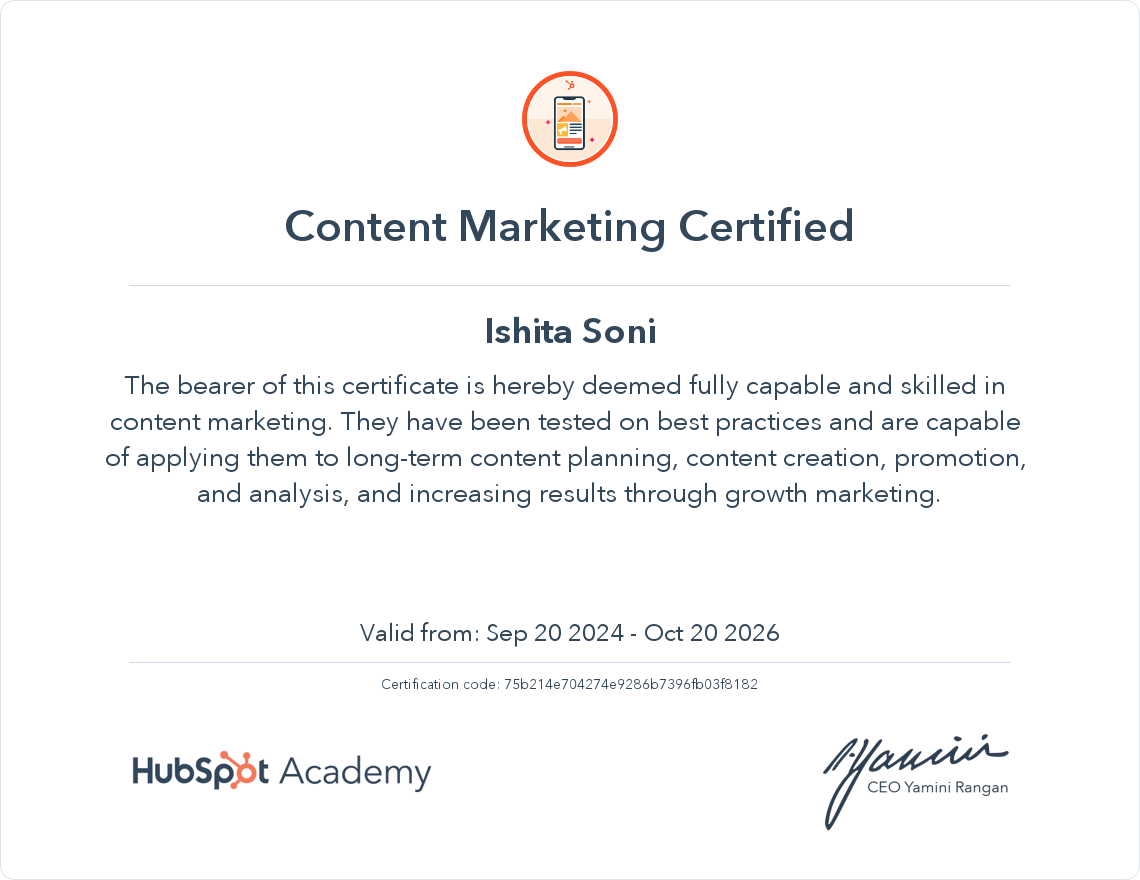 Content Marketing Certified
Ishita Soni
The bearer of this certificate is hereby deemed fully capable and skilled in
content marketing. They have been tested on best practices and are capable
of applying them to long-term content planning, content creation, promotion,
and analysis, and increasing results through growth marketing.
Valid from: Sep 20 2024 - Oct 20 2026
Certification code: 75b214e704274e9286b7396fb03f8182
HubSpot Academy
Yamini
CEO Yamini Rangan